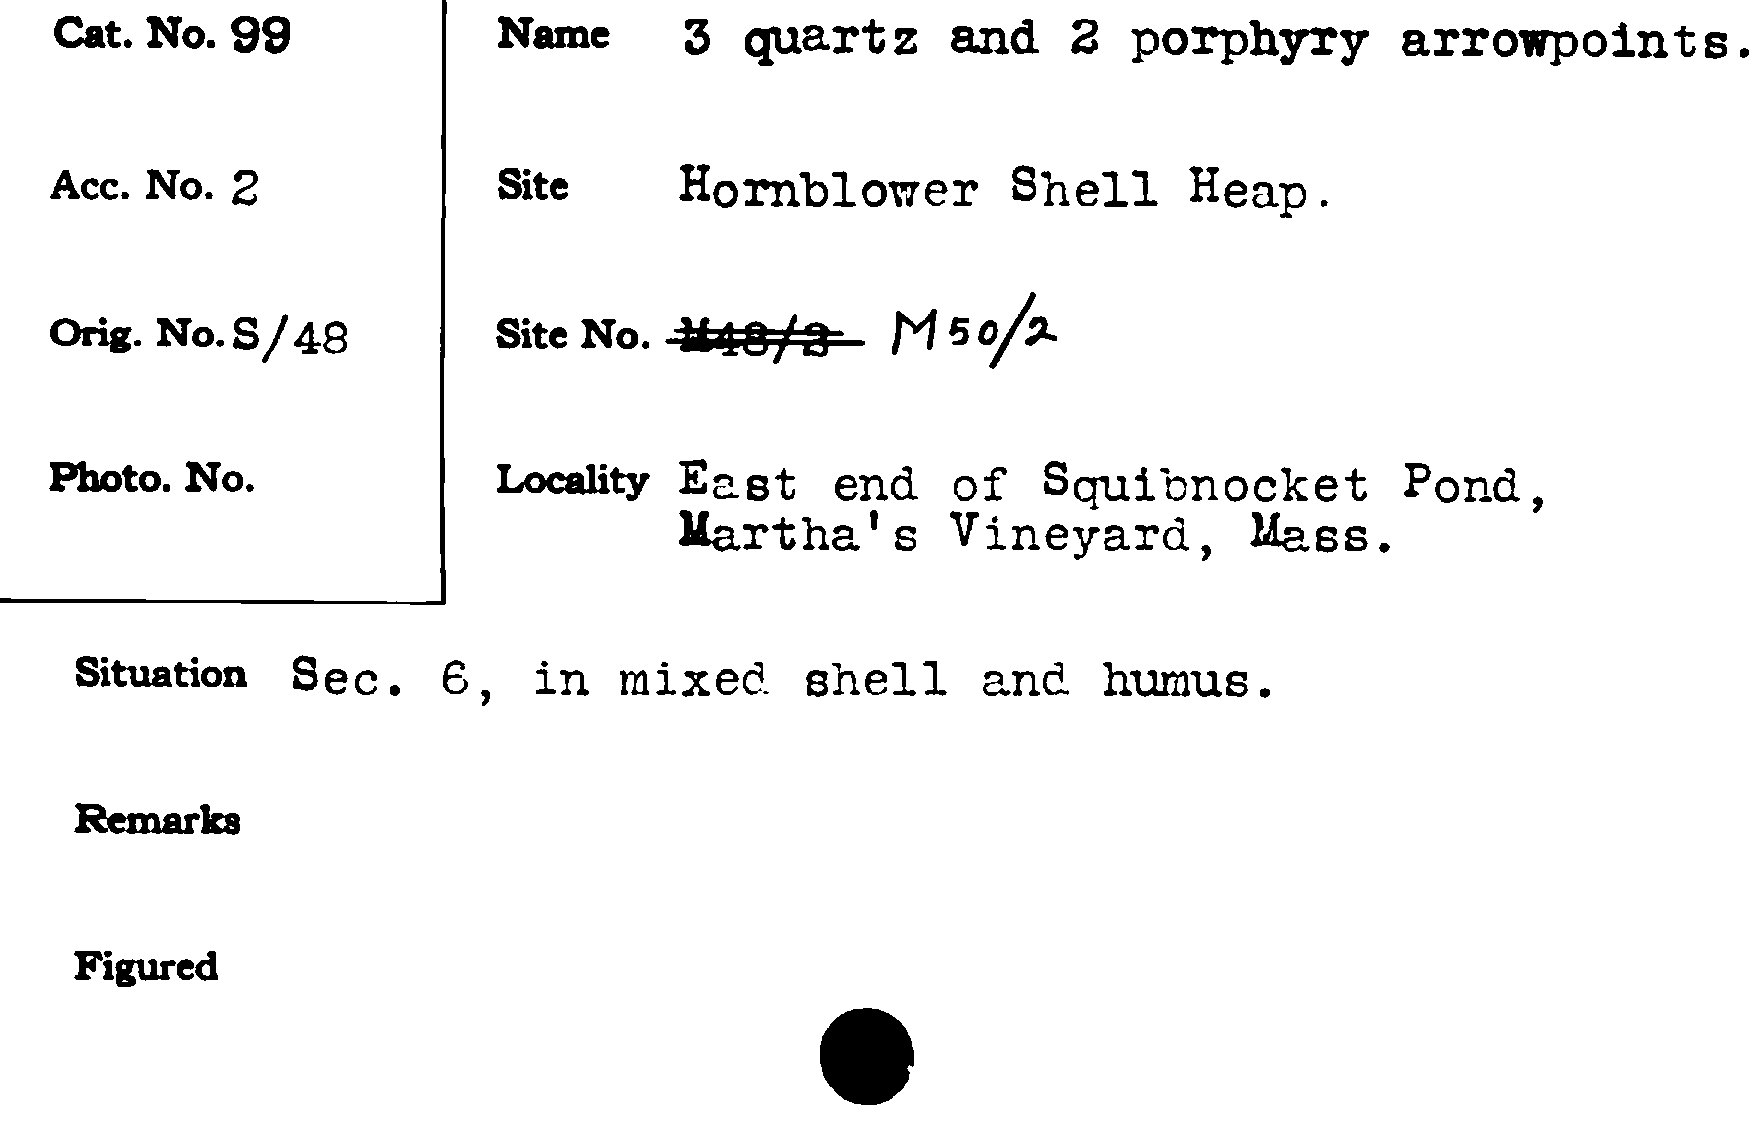 Cat. No. 99
Name 3 quartz and 2 porphyry arrowpoints.
Acc. No. 2
Site Hornblower Shell Heap.
Orig. No. S/48
Site No. M50/2
Photo. No.
Locality East end of Squibnocket Pond,
Martha's Vineyard, Mass.
Situation Sec. 6, in mixed shell and humus.
Remarks
Figured